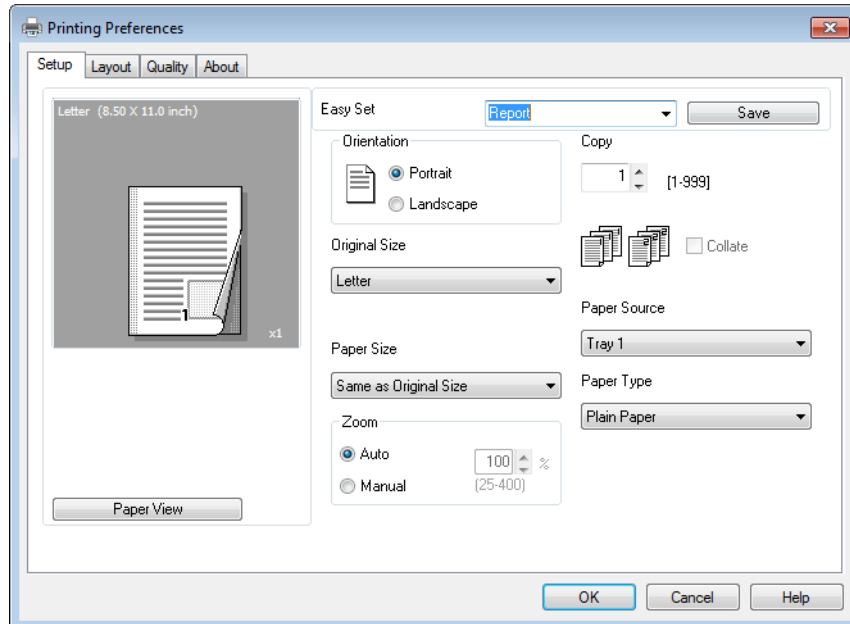 Printing Preferences
Setup Layout Quality About
Letter (8.50 X 11.0 inch)
1
x1
Paper View
Easy Set Report Save
Orientation
Portrait
Landscape
Original Size
Letter
Paper Size
Same as Original Size
Zoom
Auto
Manual
100 %
(25-400)
Copy
1 [1-999]
Collate
Paper Source
Tray 1
Paper Type
Plain Paper
OK Cancel Help